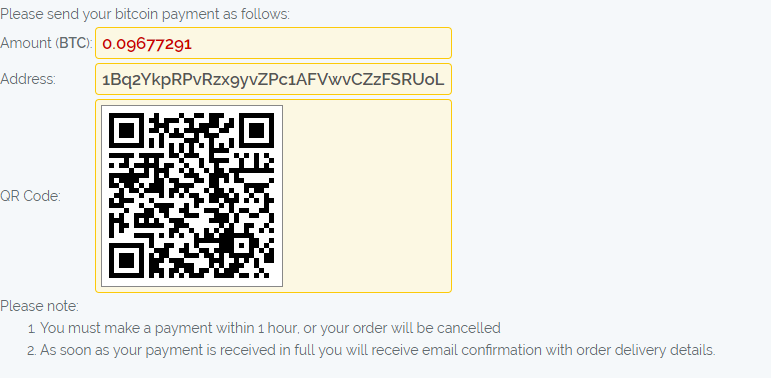 Please send your bitcoin payment as follows:
Amount (BTC): 0.09677291
Address: 1Bq2YkpRPvRzx9yvZPc1AFVwvCZzFSRUoL
QR Code:
Please note:
1. You must make a payment within 1 hour, or your order will be cancelled
2. As soon as your payment is received in full you will receive email confirmation with order delivery details.